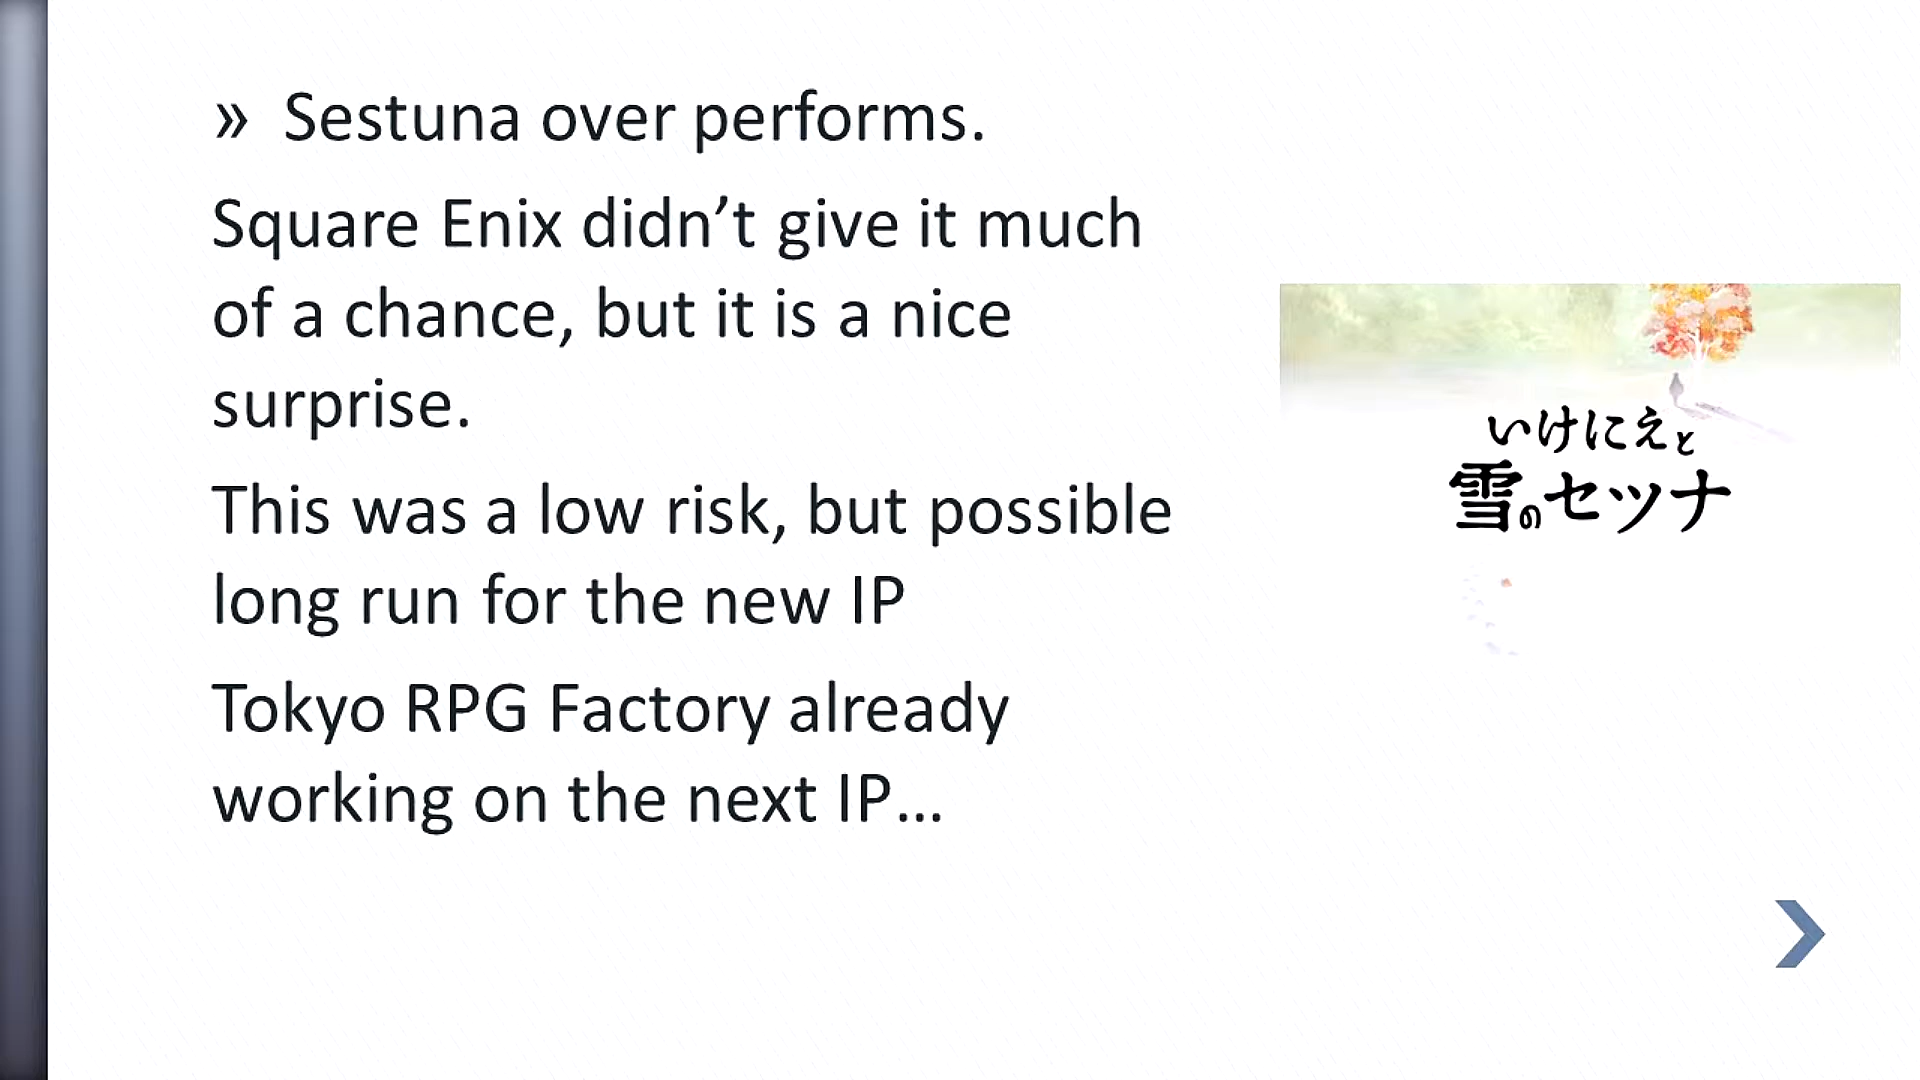 » Sestuna over performs.
Square Enix didn’t give it much
of a chance, but it is a nice
surprise.
This was a low risk, but possible
long run for the new IP
Tokyo RPG Factory already
working on the next IP…
いけにえと
雪のセツナ